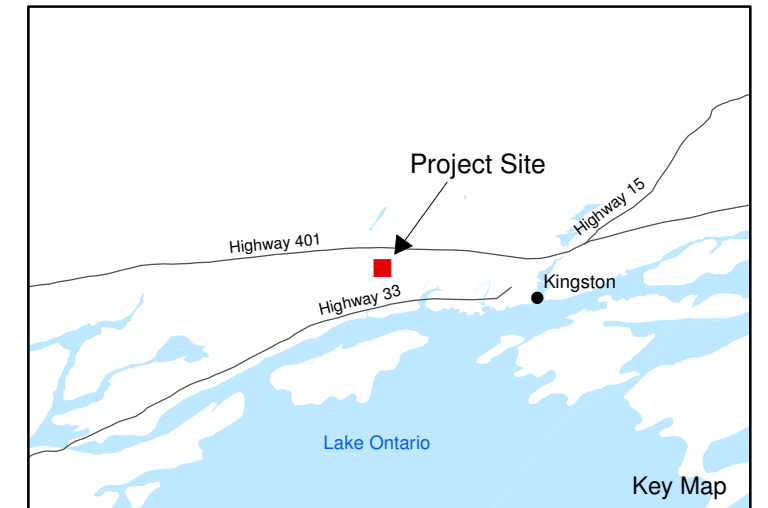 Project Site
Highway 15
Highway 401
Kingston
Highway 33
Lake Ontario
Key Map